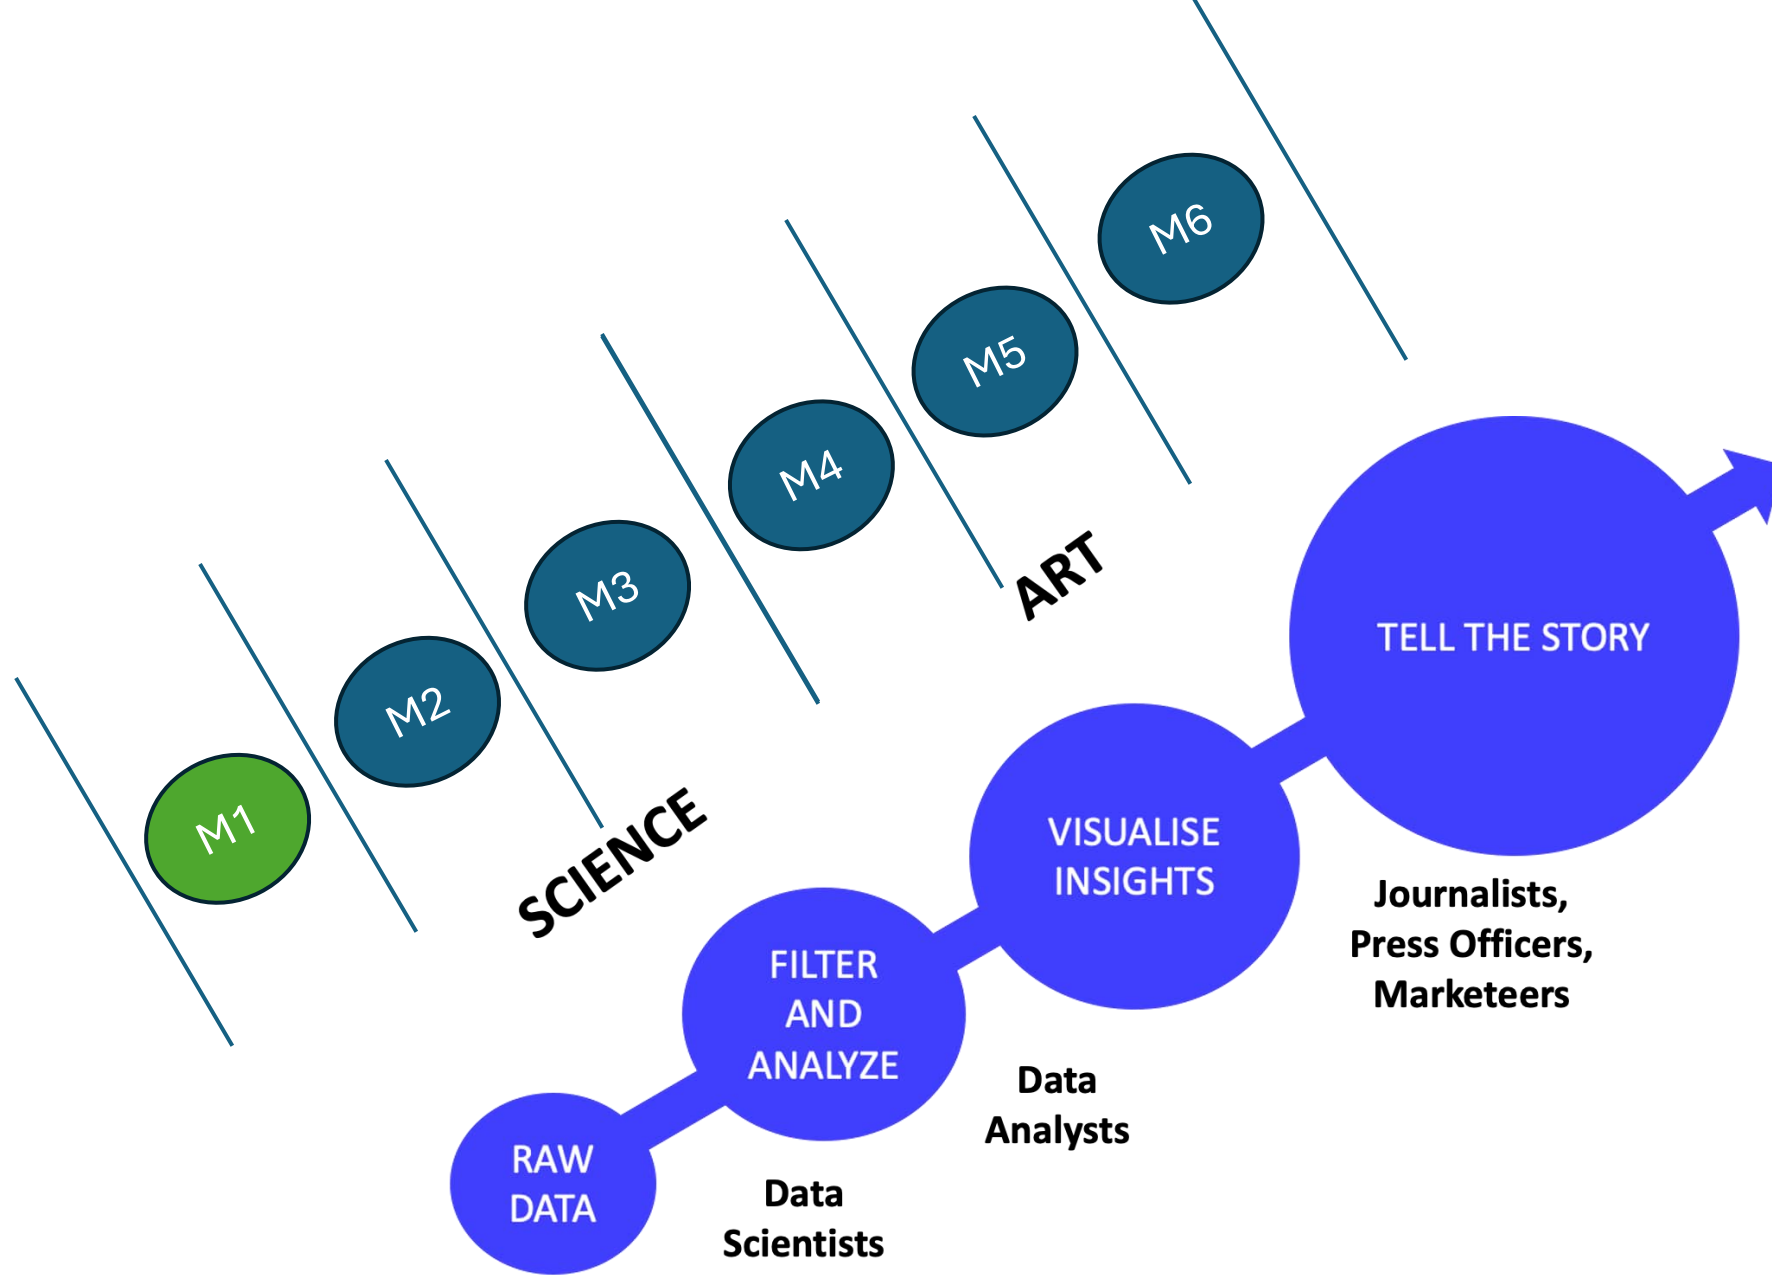 M1
M2
M3
M4
M5
M6
SCIENCE
ART
RAW
DATA
FILTER
AND
ANALYZE
VISUALISE
INSIGHTS
TELL THE STORY
Data
Scientists
Data
Analysts
Journalists,
Press Officers,
Marketeers